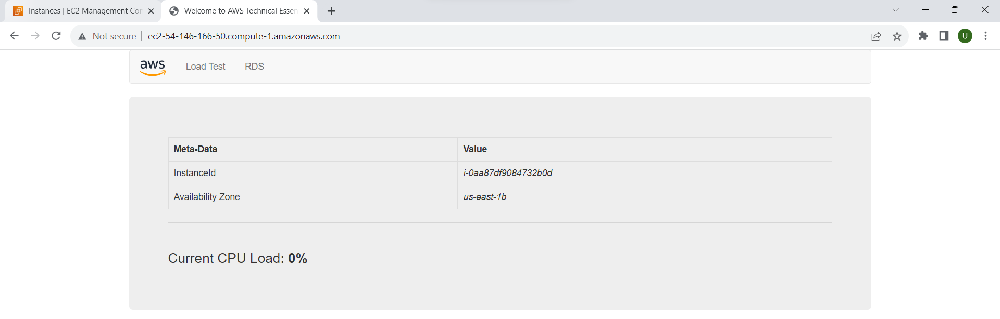 Instances | EC2 Management Con
Welcome to AWS Technical Essen
Not secure | ec2-54-146-166-50.compute-1.amazonaws.com
U
aws Load Test RDS
Meta-Data Value
InstanceId i-0aa87df9084732b0d
Availability Zone us-east-1b
Current CPU Load: 0%